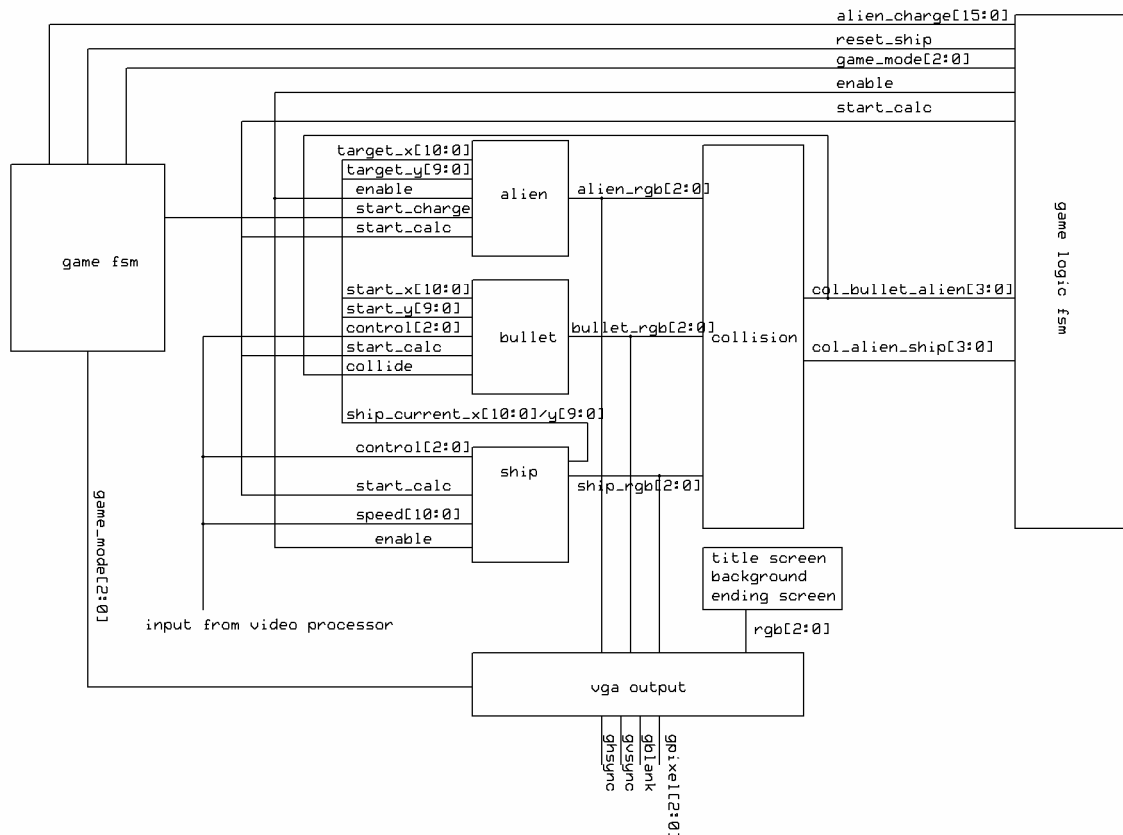 alien_charge[15:0]
reset_ship
game_mode[2:0]
enable
start_calc
target_x[10:0]
target_y[9:0]
enable
start_charge
start_calc
alien
alien_rgb[2:0]
game fsm
game logic fsm
start_x[10:0]
start_y[9:0]
control[2:0]
start_calc
collide
bullet
bullet_rgb[2:0]
collision
col_bullet_alien[3:0]
col_alien_ship[3:0]
ship_current_x[10:0]/y[9:0]
control[2:0]
start_calc
speed[10:0]
enable
ship
ship_rgb[2:0]
game_mode[2:0]
input from video processor
title screen
background
ending screen
rgb[2:0]
vga output
ghsync
gvsync
gblank
gpixel[2:0]